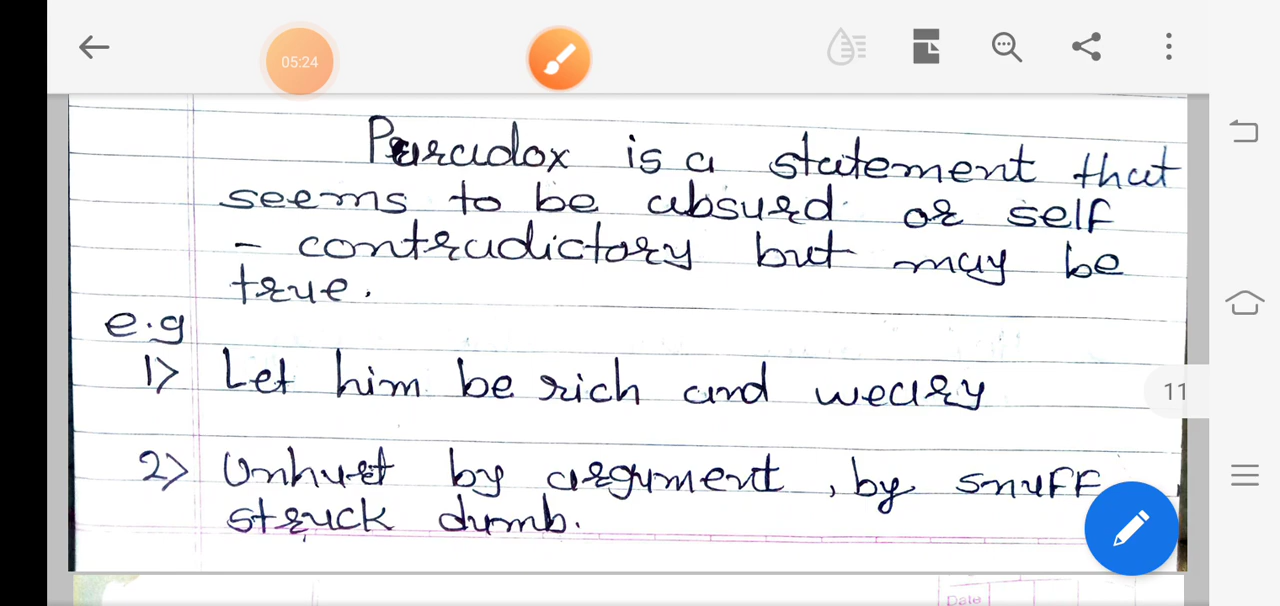 05:24
Paradox is a statement that
seems to be absurd or self
- contradictory but may be
true.
e.g
1> Let him be rich and weary
11
2> Unhurt by argument, by snuff
struck dumb.
Date